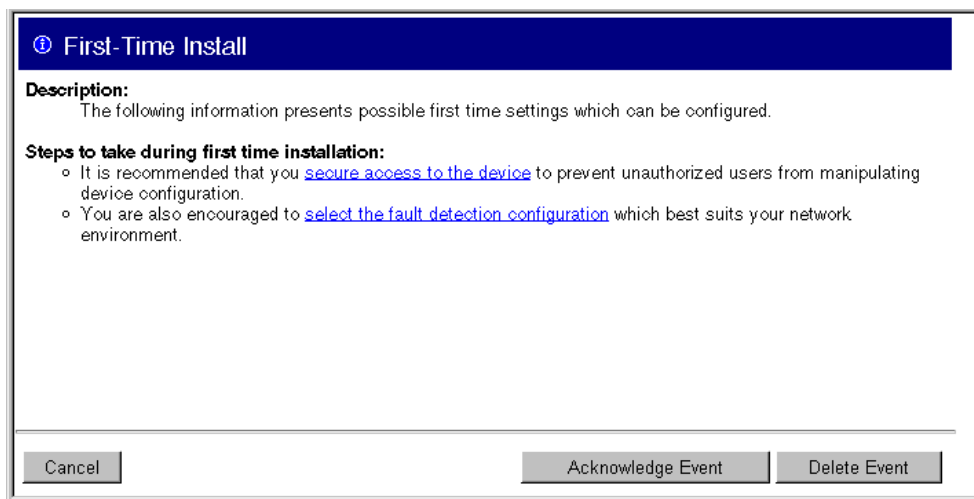 First-Time Install
Description:
The following information presents possible first time settings which can be configured.
Steps to take during first time installation:
It is recommended that you secure access to the device to prevent unauthorized users from manipulating
device configuration.
You are also encouraged to select the fault detection configuration which best suits your network
environment.
Cancel
Acknowledge Event
Delete Event